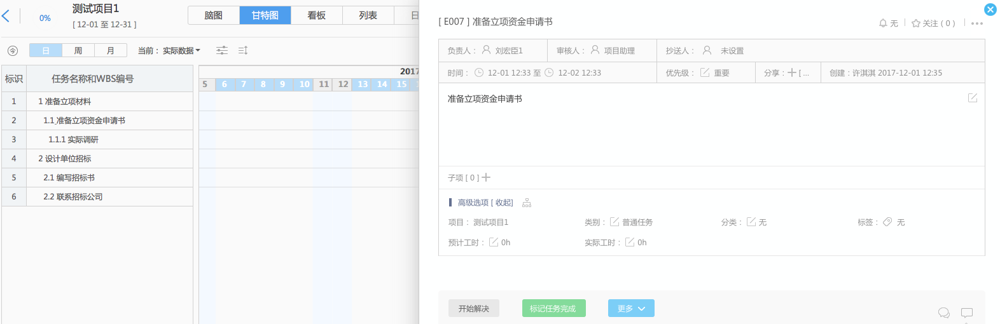 0%
测试项目1
[ 12-01 至 12-31 ]
脑图 甘特图 看板 列表
今 日 周 月 当前：实际数据
标识 任务名称和WBS编号
2017
5 6 7 8 9 10 11 12 13 14 15
1 1 准备立项材料
2 1.1 准备立项资金申请书
3 1.1.1 实际调研
4 2 设计单位招标
5 2.1 编写招标书
6 2.2 联系招标公司
[ E007 ] 准备立项资金申请书
无 关注 ( 0 )
负责人： 刘宏臣1 审核人： 项目助理 抄送人： 未设置
时间： 12-01 12:33 至 12-02 12:33 优先级： 重要 分享： [ ... 创建：许淇淇 2017-12-01 12:35
准备立项资金申请书
子项 [ 0 ]
高级选项 [ 收起]
项目： 测试项目1 类别： 普通任务 分类： 无 标签： 无
预计工时： 0h 实际工时： 0h
开始解决 标记任务完成 更多